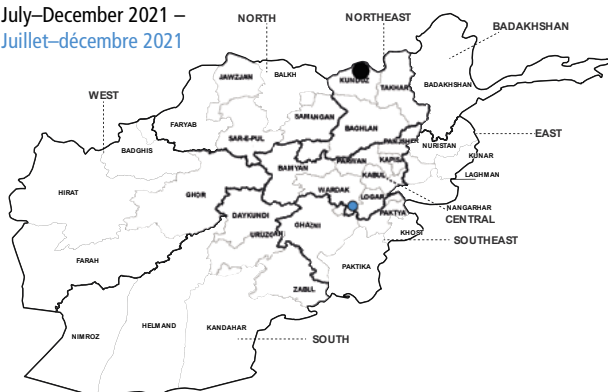 July–December 2021 –
Juillet–décembre 2021
NORTH
NORTHEAST
BADAKHSHAN
WEST
EAST
CENTRAL
SOUTHEAST
SOUTH
JAWZJAN
BALKH
KUNDUZ
TAKHAR
BADAKHSHAN
FARYAB
SAMANGAN
SAR-E-PUL
BAGHLAN
BADGHIS
PANJSHER
NURISTAN
KUNAR
LAGHMAN
HIRAT
GHOR
BAMYAN
PARWAN
KAPISA
KABUL
WARDAK
LOGAR
NANGARHAR
DAYKUNDI
URUZGAN
GHAZNI
PAKTYA
KHOST
FARAH
PAKTIKA
ZABUL
NIMROZ
HELMAND
KANDAHAR